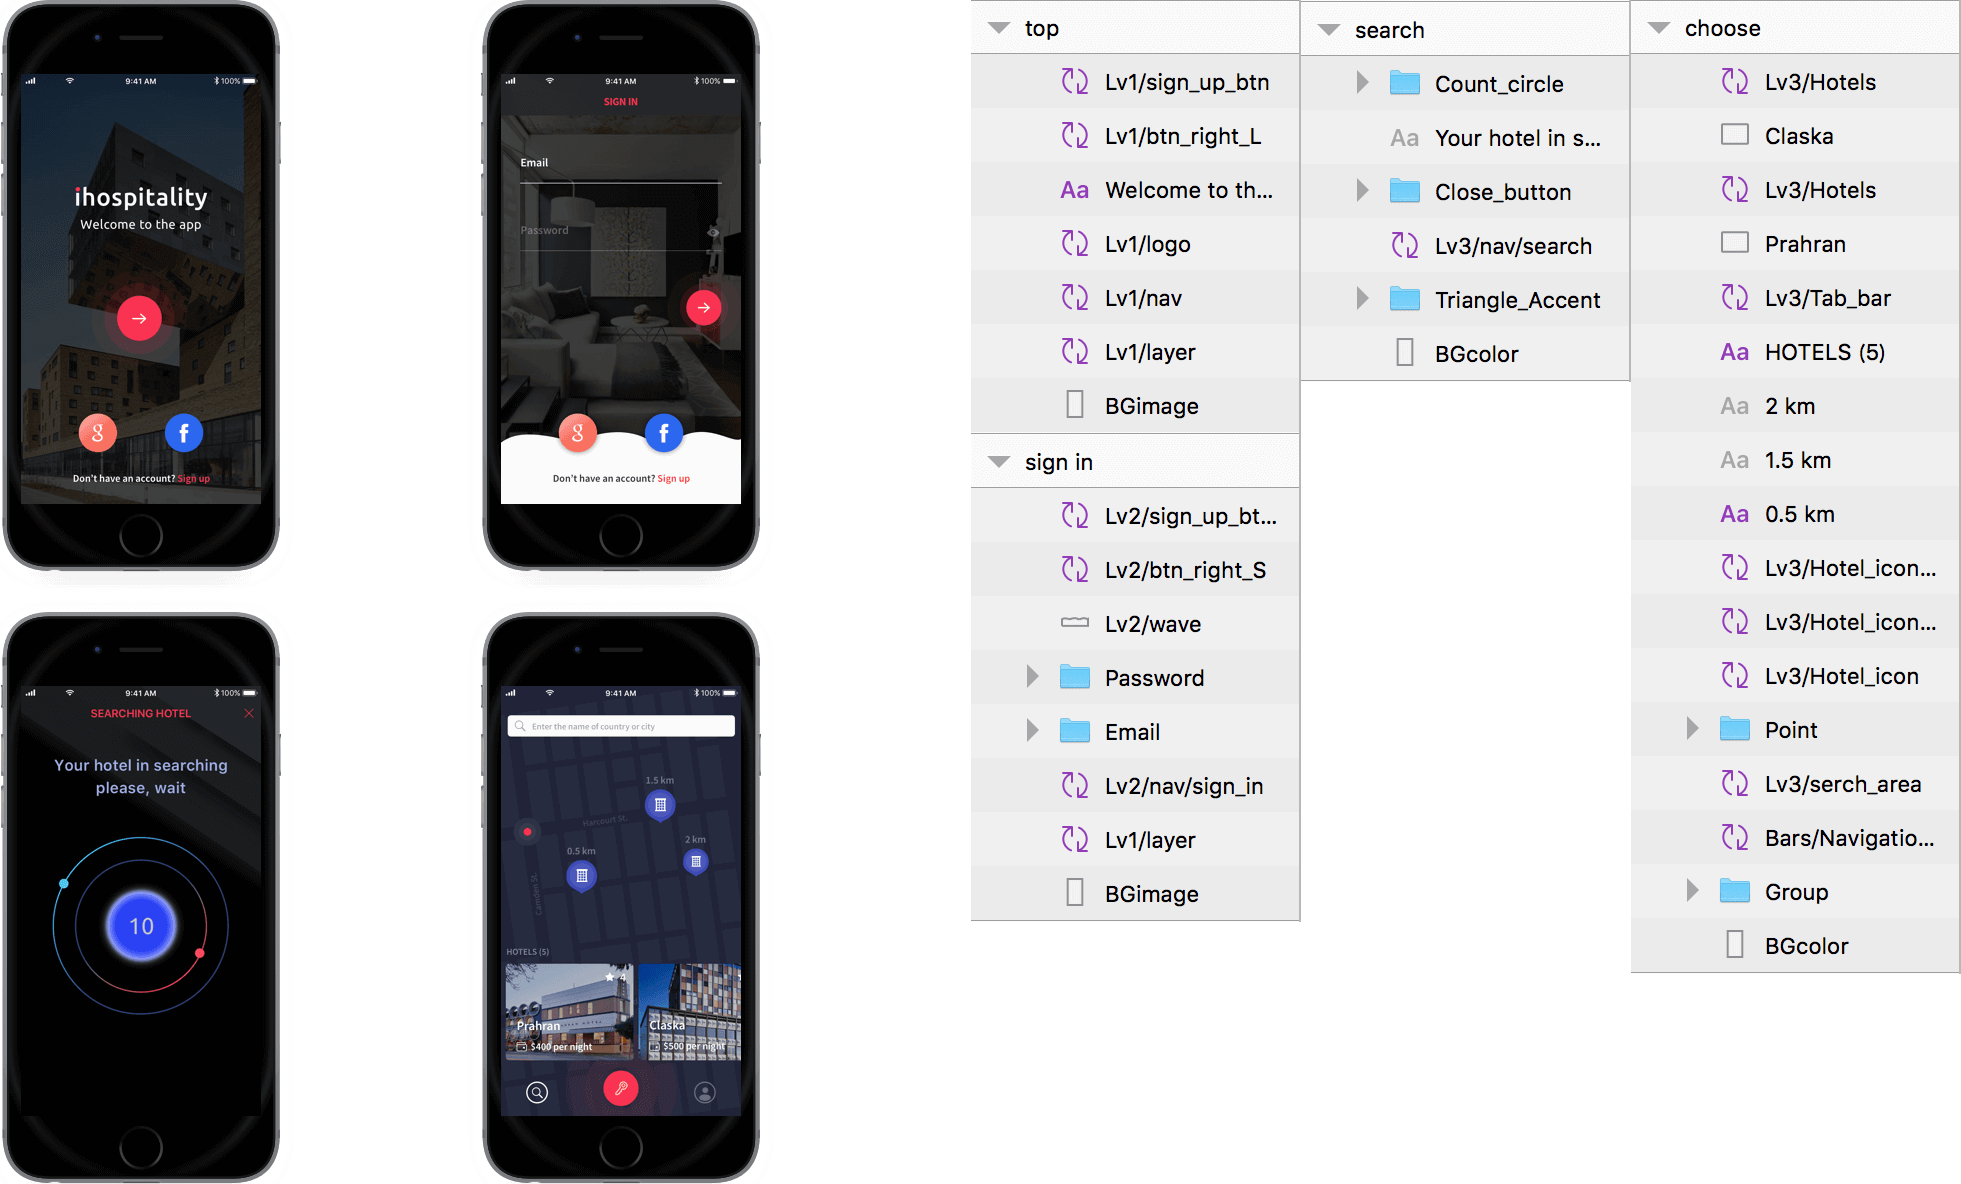 9:41 AM
100%
ihospitality
Welcome to the app
g
f
Don't have an account? Sign up
9:41 AM
100%
SIGN IN
Email
Password
g
f
Don't have an account? Sign up
9:41 AM
100%
SEARCHING HOTEL
Your hotel in searching
please, wait
10
9:41 AM
100%
Enter the name of country or city
1.5 km
Harcourt St.
2 km
0.5 km
Camden St.
HOTELS (5)
4
Prahran
$400 per night
Claska
$500 per night
top
Lv1/sign_up_btn
Lv1/btn_right_L
Aa Welcome to th...
Lv1/logo
Lv1/nav
Lv1/layer
BGimage
sign in
Lv2/sign_up_bt...
Lv2/btn_right_S
Lv2/wave
Password
Email
Lv2/nav/sign_in
Lv1/layer
BGimage
search
Count_circle
Aa Your hotel in s...
Close_button
Lv3/nav/search
Triangle_Accent
BGcolor
choose
Lv3/Hotels
Claska
Lv3/Hotels
Prahran
Lv3/Tab_bar
Aa HOTELS (5)
Aa 2 km
Aa 1.5 km
Aa 0.5 km
Lv3/Hotel_icon...
Lv3/Hotel_icon...
Lv3/Hotel_icon
Point
Lv3/serch_area
Bars/Navigatio...
Group
BGcolor